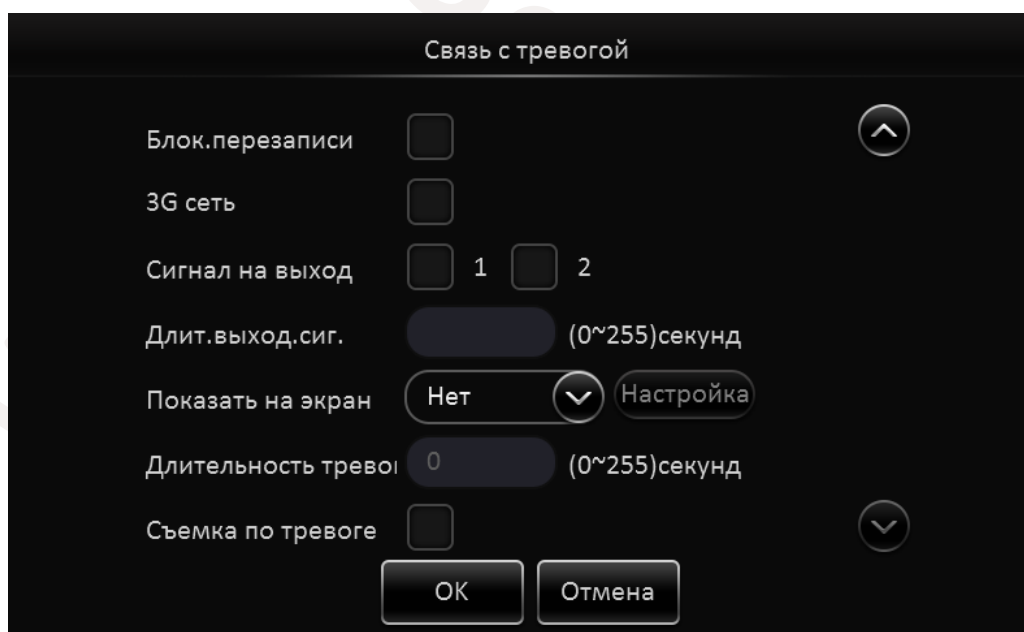 Связь с тревогой
Блок.перезаписи
3G сеть
Сигнал на выход 1 2
Длит.выход.сиг. (0~255)секунд
Показать на экран Нет Настройка
Длительность тревог 0 (0~255)секунд
Съемка по тревоге
OK Отмена